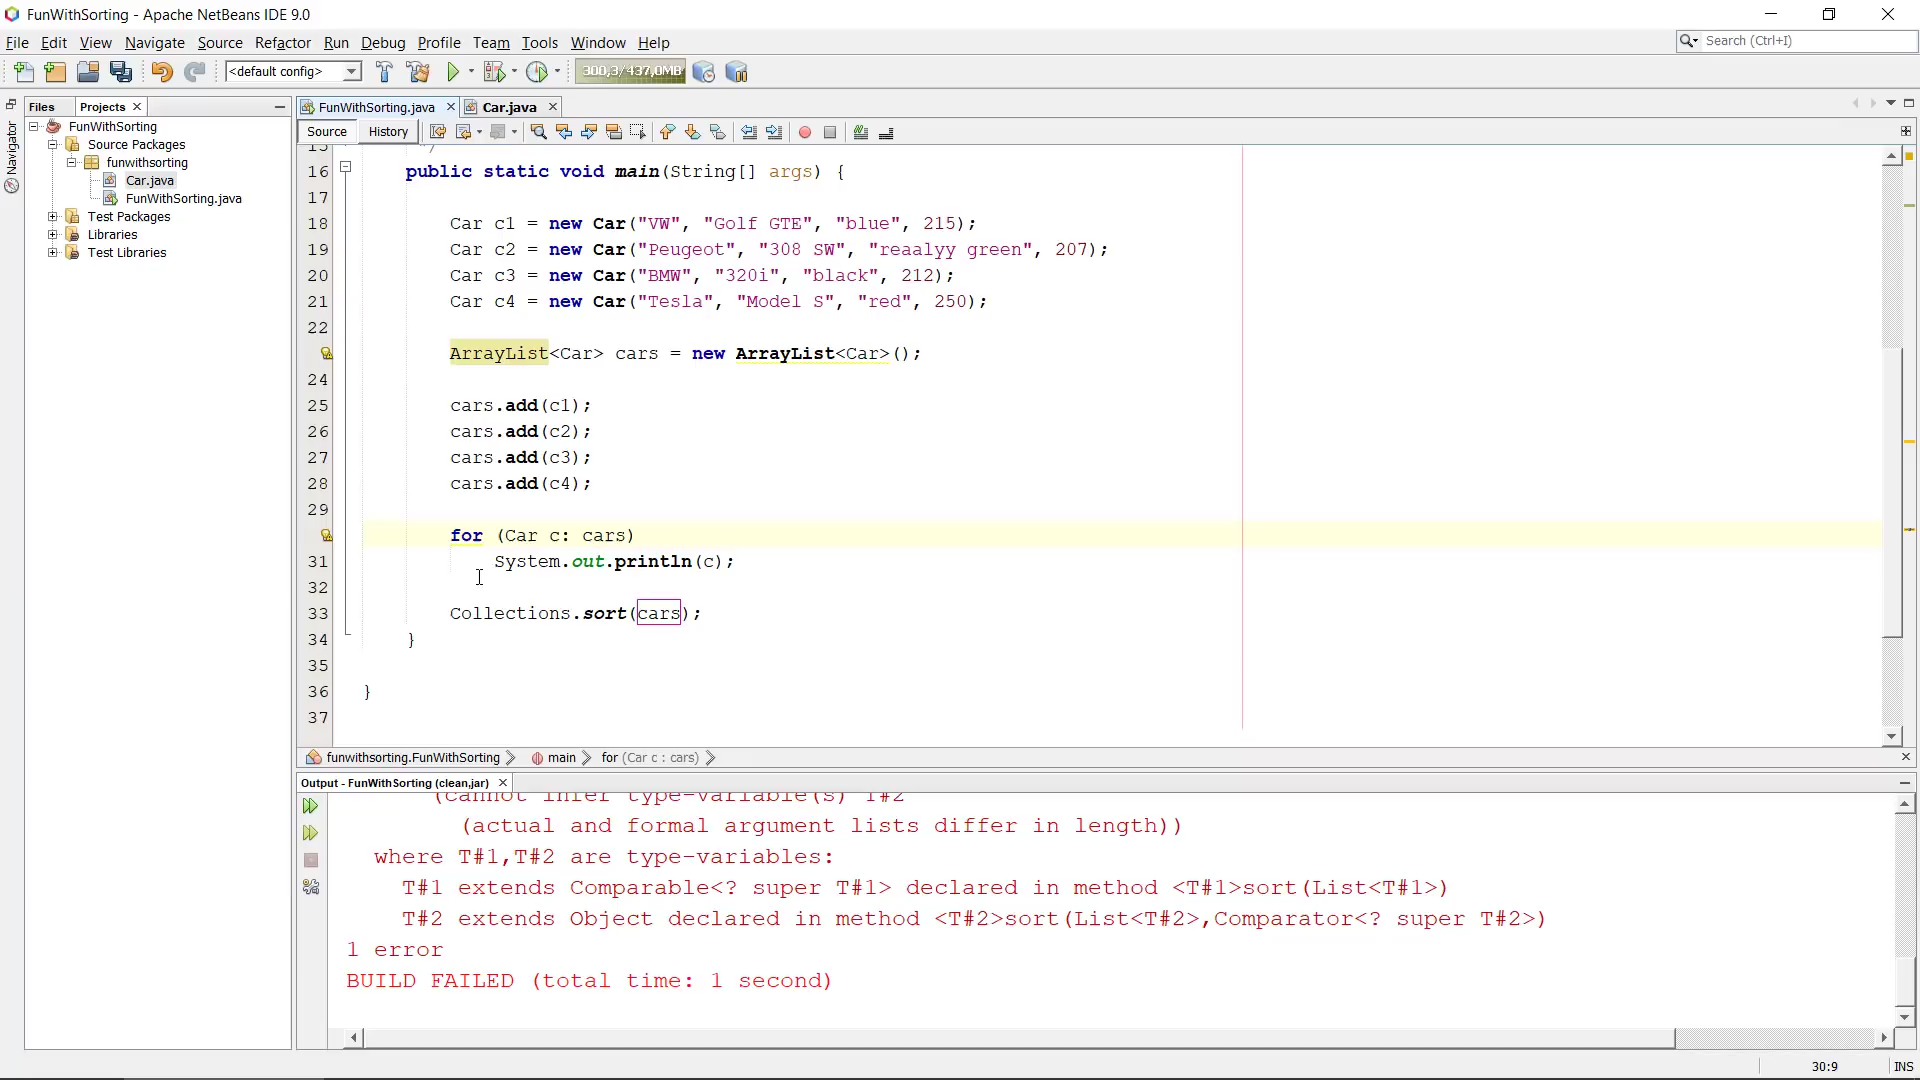 FunWithSorting - Apache NetBeans IDE 9.0
File Edit View Navigate Source Refactor Run Debug Profile Team Tools Window Help
Search (Ctrl+I)
<default config>
300,3/437,0MB
Files Projects
FunWithSorting.java Car.java
Navigator
FunWithSorting
Source Packages
funwithsorting
Car.java
FunWithSorting.java
Test Packages
Libraries
Test Libraries
Source History
15 */
16 public static void main(String[] args) {
17
18 Car c1 = new Car("VW", "Golf GTE", "blue", 215);
19 Car c2 = new Car("Peugeot", "308 SW", "reaalyy green", 207);
20 Car c3 = new Car("BMW", "320i", "black", 212);
21 Car c4 = new Car("Tesla", "Model S", "red", 250);
22
ArrayList<Car> cars = new ArrayList<Car>();
24
25 cars.add(c1);
26 cars.add(c2);
27 cars.add(c3);
28 cars.add(c4);
29
for (Car c: cars)
31 System.out.println(c);
32
33 Collections.sort(cars);
34 }
35
36 }
37
funwithsorting.FunWithSorting main for (Car c : cars)
Output - FunWithSorting (clean,jar)
(cannot infer type-variable(s) T#2
(actual and formal argument lists differ in length))
where T#1,T#2 are type-variables:
T#1 extends Comparable<? super T#1> declared in method <T#1>sort(List<T#1>)
T#2 extends Object declared in method <T#2>sort(List<T#2>,Comparator<? super T#2>)
1 error
BUILD FAILED (total time: 1 second)
30:9 INS